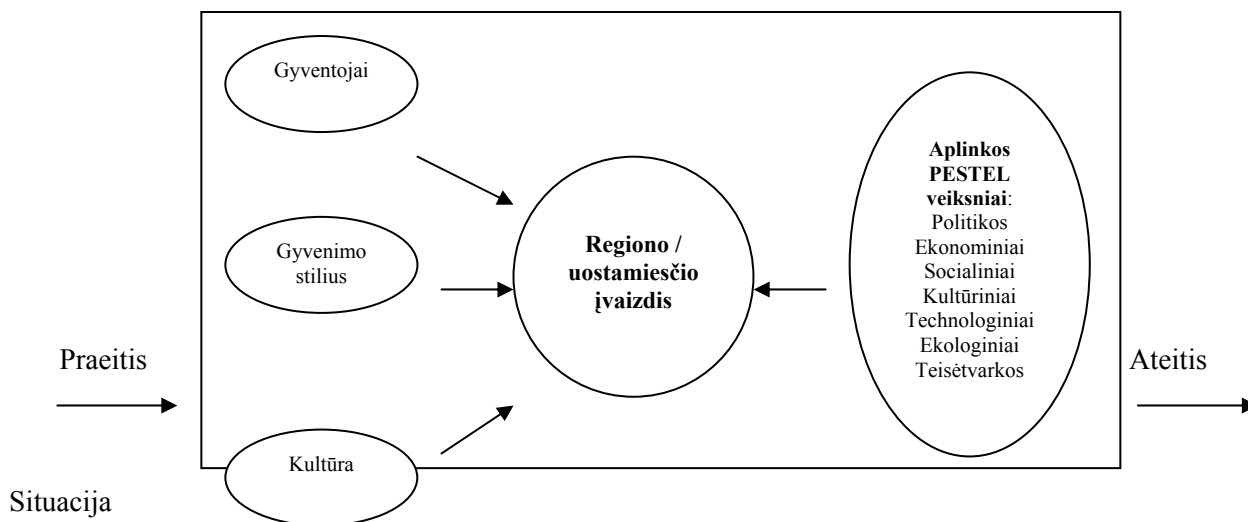 Gyventojai
Gyvenimo
stilius
Kultūra
Regiono /
uostamiesčio
įvaizdis
Aplinkos
PESTEL
veiksniai:
Politikos
Ekonominiai
Socialiniai
Kultūriniai
Technologiniai
Ekologiniai
Teisėtvarkos
Praeitis
Ateitis
Situacija